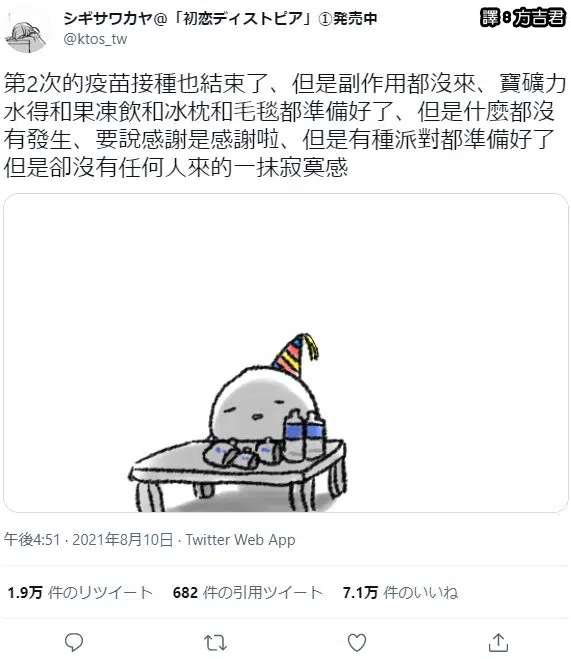 シギサワカヤ@「初恋ディストピア」①発売中
譯:方吉君
@ktos_tw
第2次的疫苗接種也結束了、但是副作用都沒來、寶礦力
水得和果凍飲和冰枕和毛毯都準備好了、但是什麼都沒
有發生、要說感謝是感謝啦、但是有種派對都準備好了
但是卻沒有任何人來的一抹寂寞感
午後4:51 · 2021年8月10日 · Twitter Web App
1.9万 件のリツイート 682 件の引用ツイート 7.1万 件のいいね